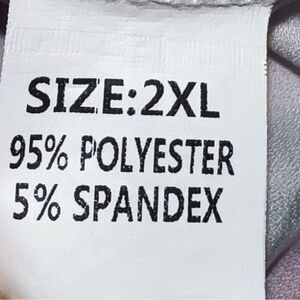 SIZE:2XL
95% POLYESTER
5% SPANDEX